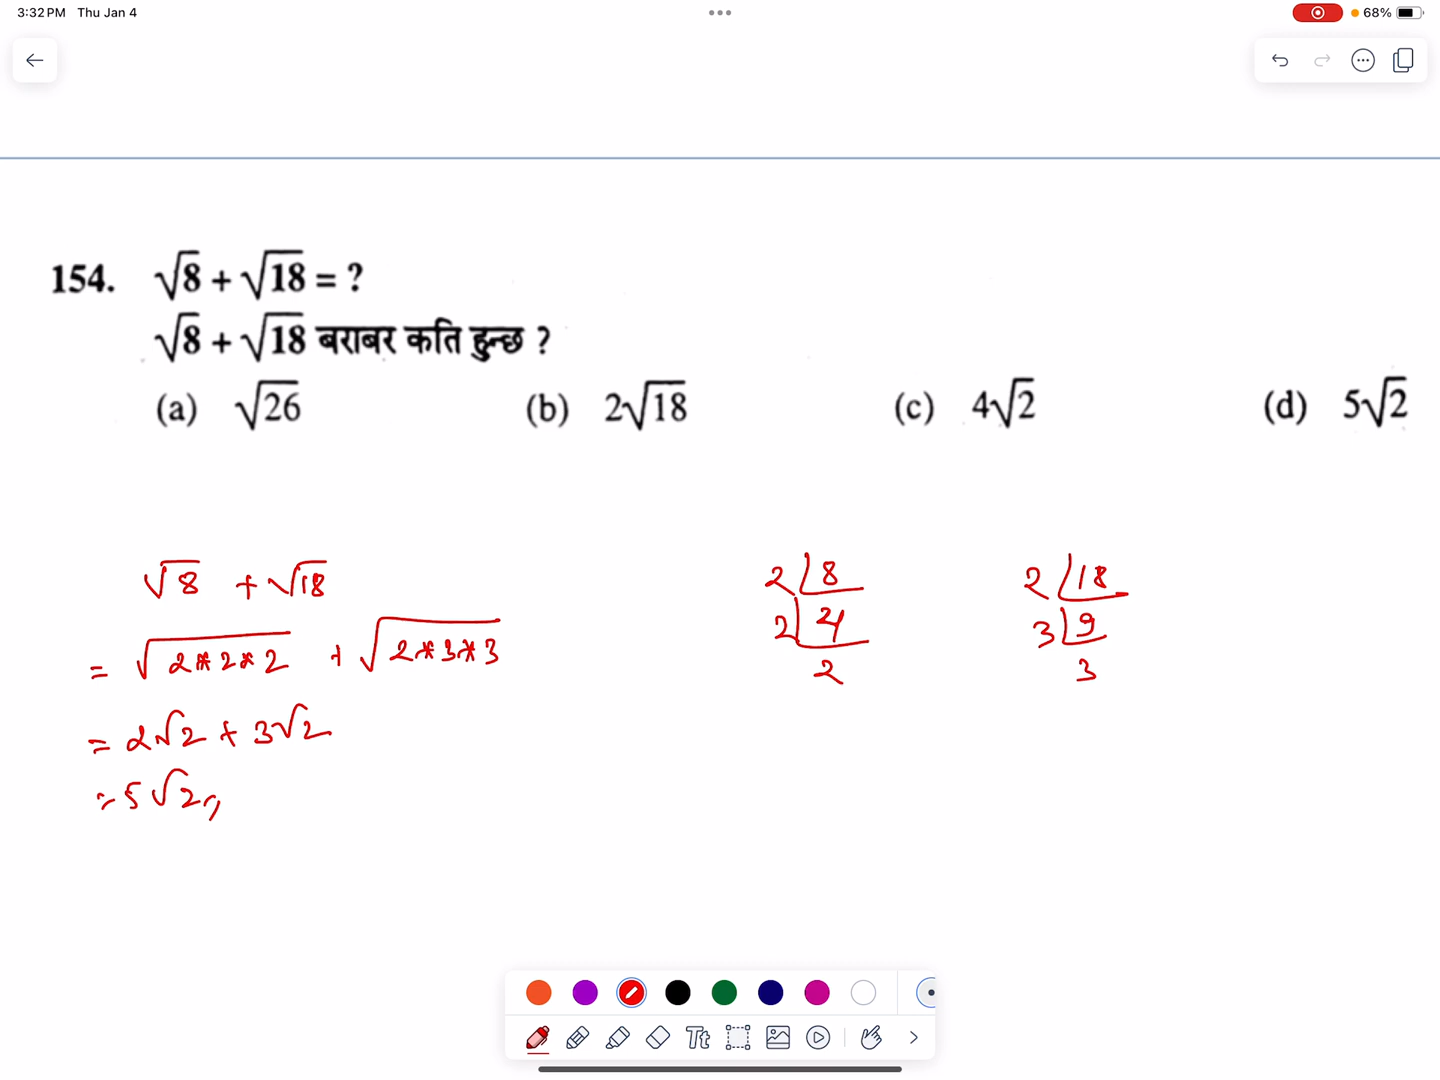 3:32 PM Thu Jan 4
68%
154. √8 + √18 = ?
√8 + √18 बराबर कति हुन्छ ?
(a) √26 (b) 2√18 (c) 4√2 (d) 5√2
√8 + √18
= √2*2*2 + √2*3*3
= 2√2 + 3√2
= 5√2,,
2 8
2 4
2
2 18
3 9
3
Tt